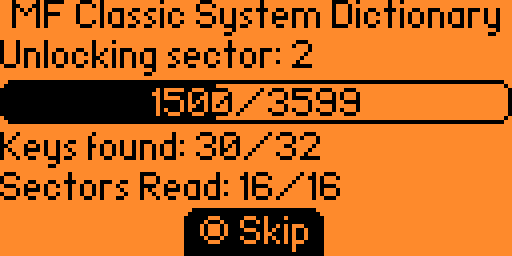 MF Classic System Dictionary
Unlocking sector: 2
1500/3599
Keys found: 30/32
Sectors Read: 16/16
Skip